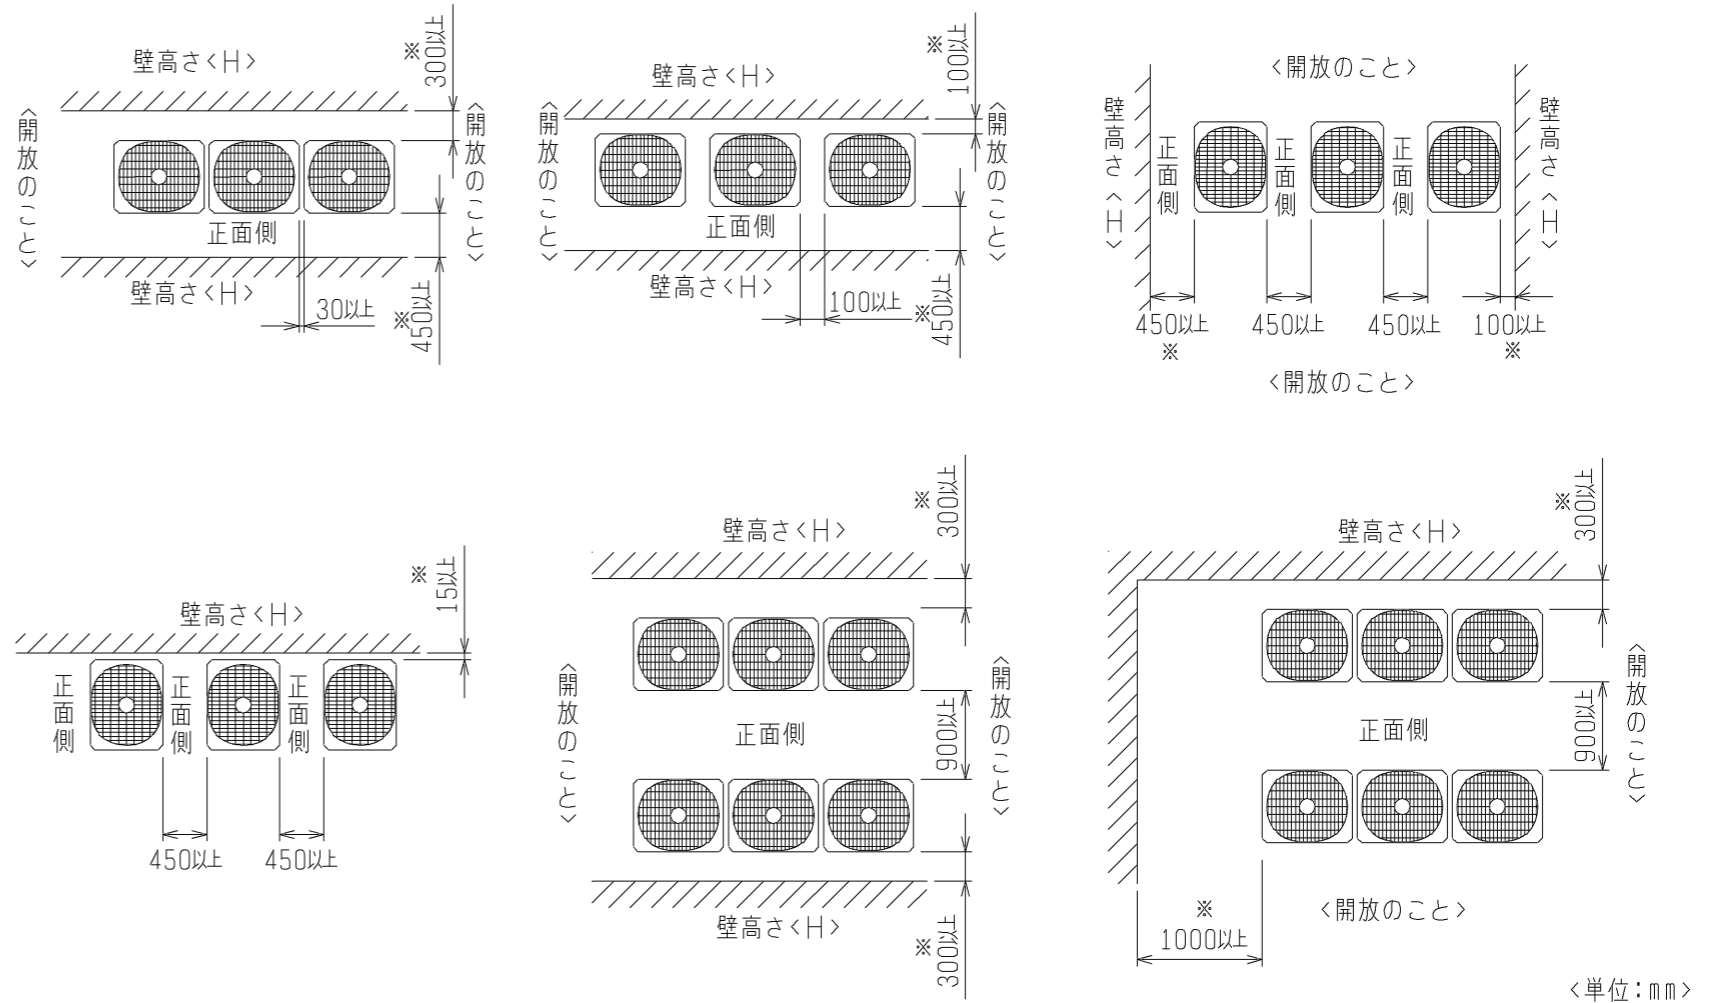 壁高さ<H>
※
300以上
<開放のこと>
<開放のこと>
正面側
壁高さ<H>
30以上
※
450以上
壁高さ<H>
※
100以上
<開放のこと>
<開放のこと>
正面側
壁高さ<H>
100以上
※
450以上
<開放のこと>
壁高さ<H>
正面側
正面側
正面側
壁高さ<H>
450以上
※
450以上
450以上
100以上
※
<開放のこと>
壁高さ<H>
※
15以上
正面側
正面側
正面側
450以上
450以上
壁高さ<H>
※
300以上
<開放のこと>
正面側
900以上
<開放のこと>
壁高さ<H>
※
300以上
壁高さ<H>
※
300以上
正面側
900以上
<開放のこと>
※
1000以上
<開放のこと>
<単位:mm>